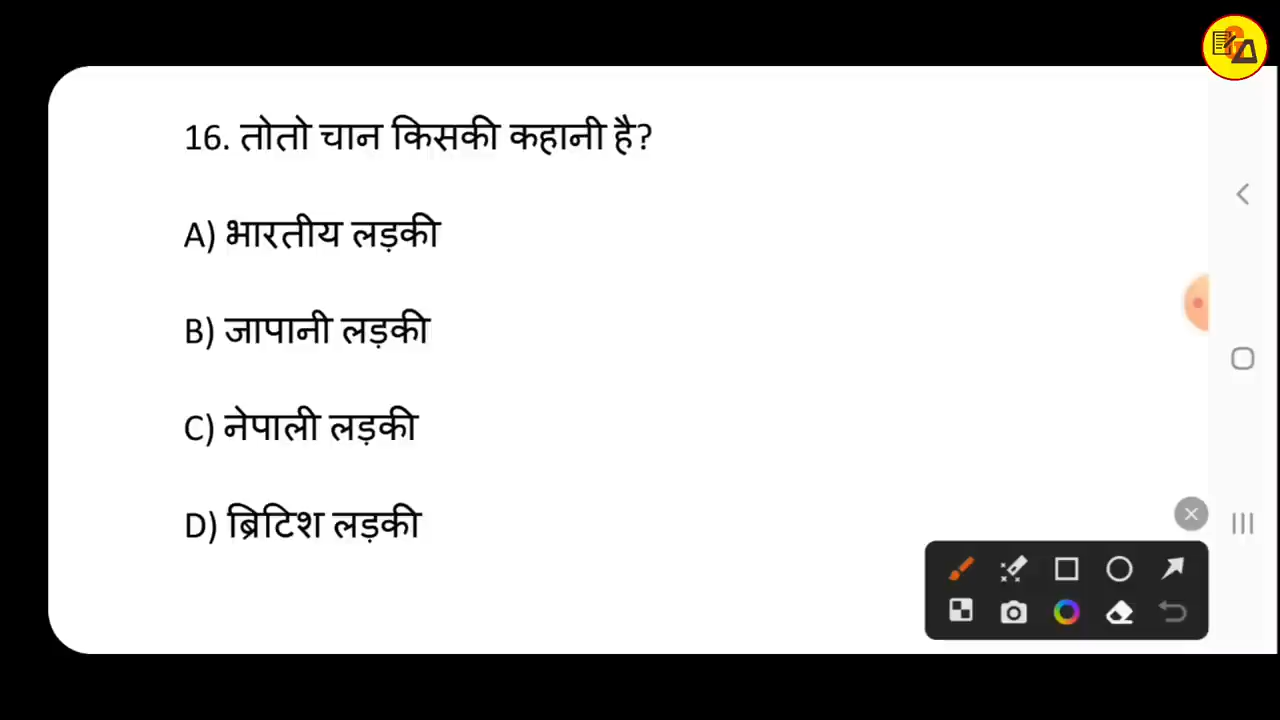 16. तोतो चान किसकी कहानी है?
A) भारतीय लड़की
B) जापानी लड़की
C) नेपाली लड़की
D) ब्रिटिश लड़की